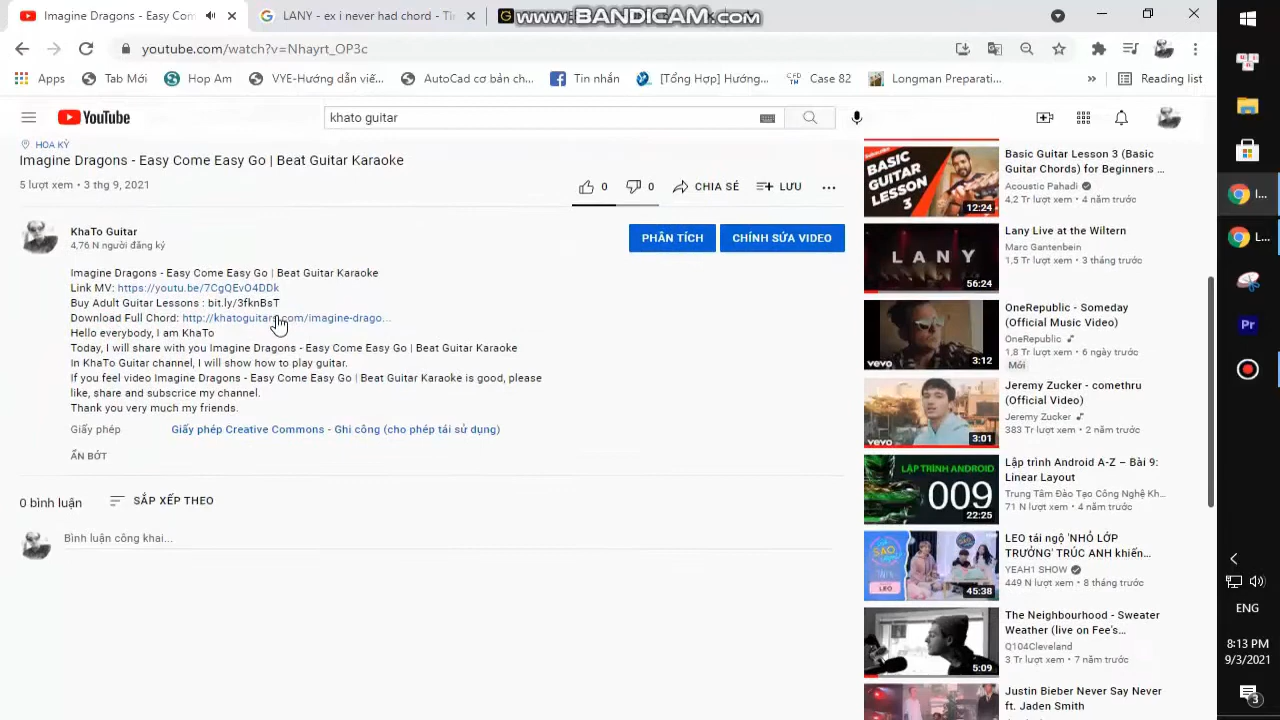 www.BANDICAM.com
Imagine Dragons - Easy Com
LANY - ex i never had chord - T
youtube.com/watch?v=Nhayrt_OP3c
Apps
Tab Mới
Hop Am
VYE-Hướng dẫn viế...
AutoCad cơ bản ch...
Tin nhắn
[Tổng Hợp] Hướng...
Case 82
Longman Preparati...
»
Reading list
YouTube
khato guitar
HOA KỲ
Imagine Dragons - Easy Come Easy Go | Beat Guitar Karaoke
5 lượt xem • 3 thg 9, 2021
0
0
CHIA SẺ
LƯU
KhaTo Guitar
4,76 N người đăng ký
PHÂN TÍCH
CHỈNH SỬA VIDEO
Imagine Dragons - Easy Come Easy Go | Beat Guitar Karaoke
Link MV: https://youtu.be/7CgQEvO4DDk
Buy Adult Guitar Lessons : bit.ly/3fknBsT
Download Full Chord: http://khatoguitars.com/imagine-drago...
Hello everybody, I am KhaTo
Today, I will share with you Imagine Dragons - Easy Come Easy Go | Beat Guitar Karaoke
In KhaTo Guitar channel, I will show how to play guitar.
If you feel video Imagine Dragons - Easy Come Easy Go | Beat Guitar Karaoke is good, please
like, share and subscrice my channel.
Thank you very much my friends.
Giấy phép
Giấy phép Creative Commons - Ghi công (cho phép tái sử dụng)
ẨN BỚT
0 bình luận
SẮP XẾP THEO
Bình luận công khai...
BASIC
GUITAR
LESSON
3
12:24
Basic Guitar Lesson 3 (Basic
Guitar Chords) for Beginners ...
Acoustic Pahadi
4,2 Tr lượt xem • 4 năm trước
LANY
56:24
Lany Live at the Wiltern
Marc Gantenbein
1,5 Tr lượt xem • 3 tháng trước
vevo
3:12
OneRepublic - Someday
(Official Music Video)
OneRepublic
1,8 Tr lượt xem • 6 ngày trước
Mới
vevo
3:01
Jeremy Zucker - comethru
(Official Video)
Jeremy Zucker
383 Tr lượt xem • 2 năm trước
LẬP TRÌNH ANDROID
009
22:25
Lập trình Android A-Z – Bài 9:
Linear Layout
Trung Tâm Đào Tạo Công Nghệ Kh...
71 N lượt xem • 4 năm trước
SAO
LEO
45:38
LEO tái ngộ 'NHỎ LỚP
TRƯỞNG' TRÚC ANH khiến...
YEAH1 SHOW
449 N lượt xem • 8 tháng trước
5:09
The Neighbourhood - Sweater
Weather (live on Fee's...
Q104Cleveland
3 Tr lượt xem • 7 năm trước
Justin Bieber Never Say Never
ft. Jaden Smith
I...
L...
Pr
ENG
8:13 PM
9/3/2021
3